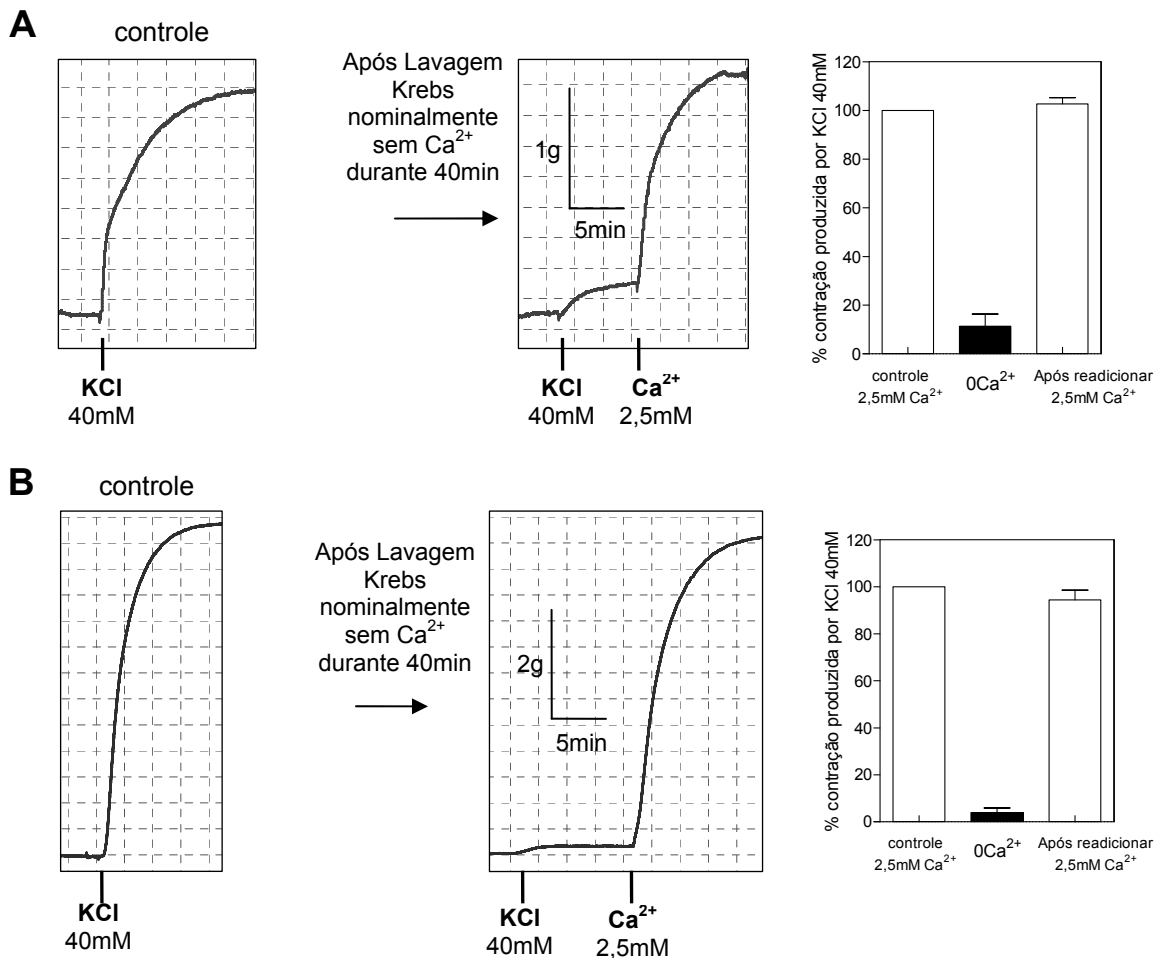 A
controle
KCl
40mM
Após Lavagem
Krebs
nominalmente
sem Ca²⁺
durante 40min
1g
5min
KCl
40mM
Ca²⁺
2,5mM
% contração produzida por KCl 40mM
120
100
80
60
40
20
0
controle
2,5mM Ca²⁺
0Ca²⁺
Após readicionar
2,5mM Ca²⁺
B
controle
KCl
40mM
Após Lavagem
Krebs
nominalmente
sem Ca²⁺
durante 40min
2g
5min
KCl
40mM
Ca²⁺
2,5mM
% contração produzida por KCl 40mM
120
100
80
60
40
20
0
controle
2,5mM Ca²⁺
0Ca²⁺
Após readicionar
2,5mM Ca²⁺